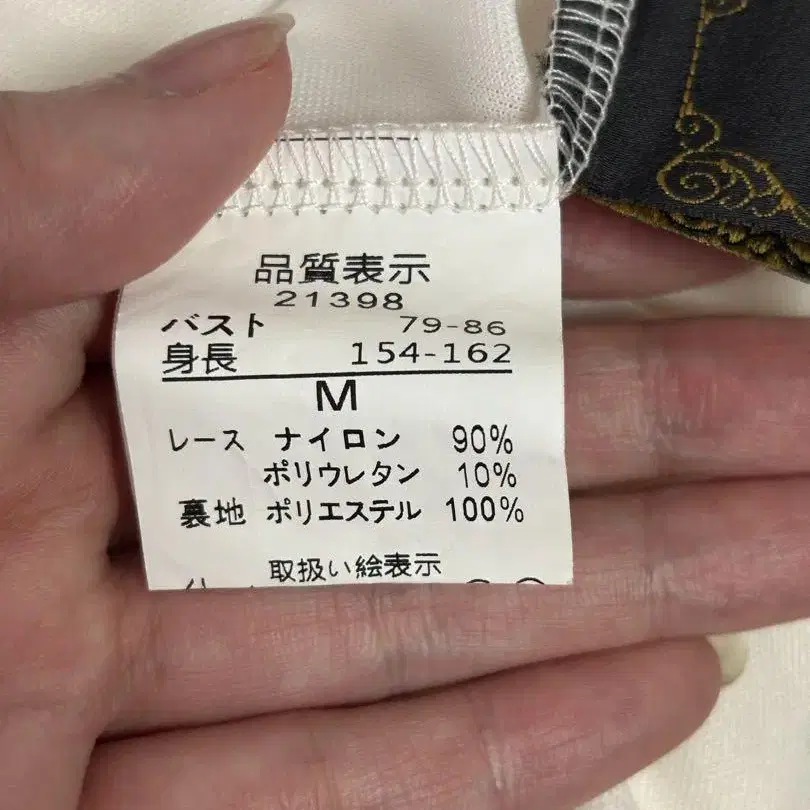 品質表示
21398
バスト 79-86
身長 154-162
M
レース ナイロン 90%
ポリウレタン 10%
裏地 ポリエステル 100%
取扱い絵表示